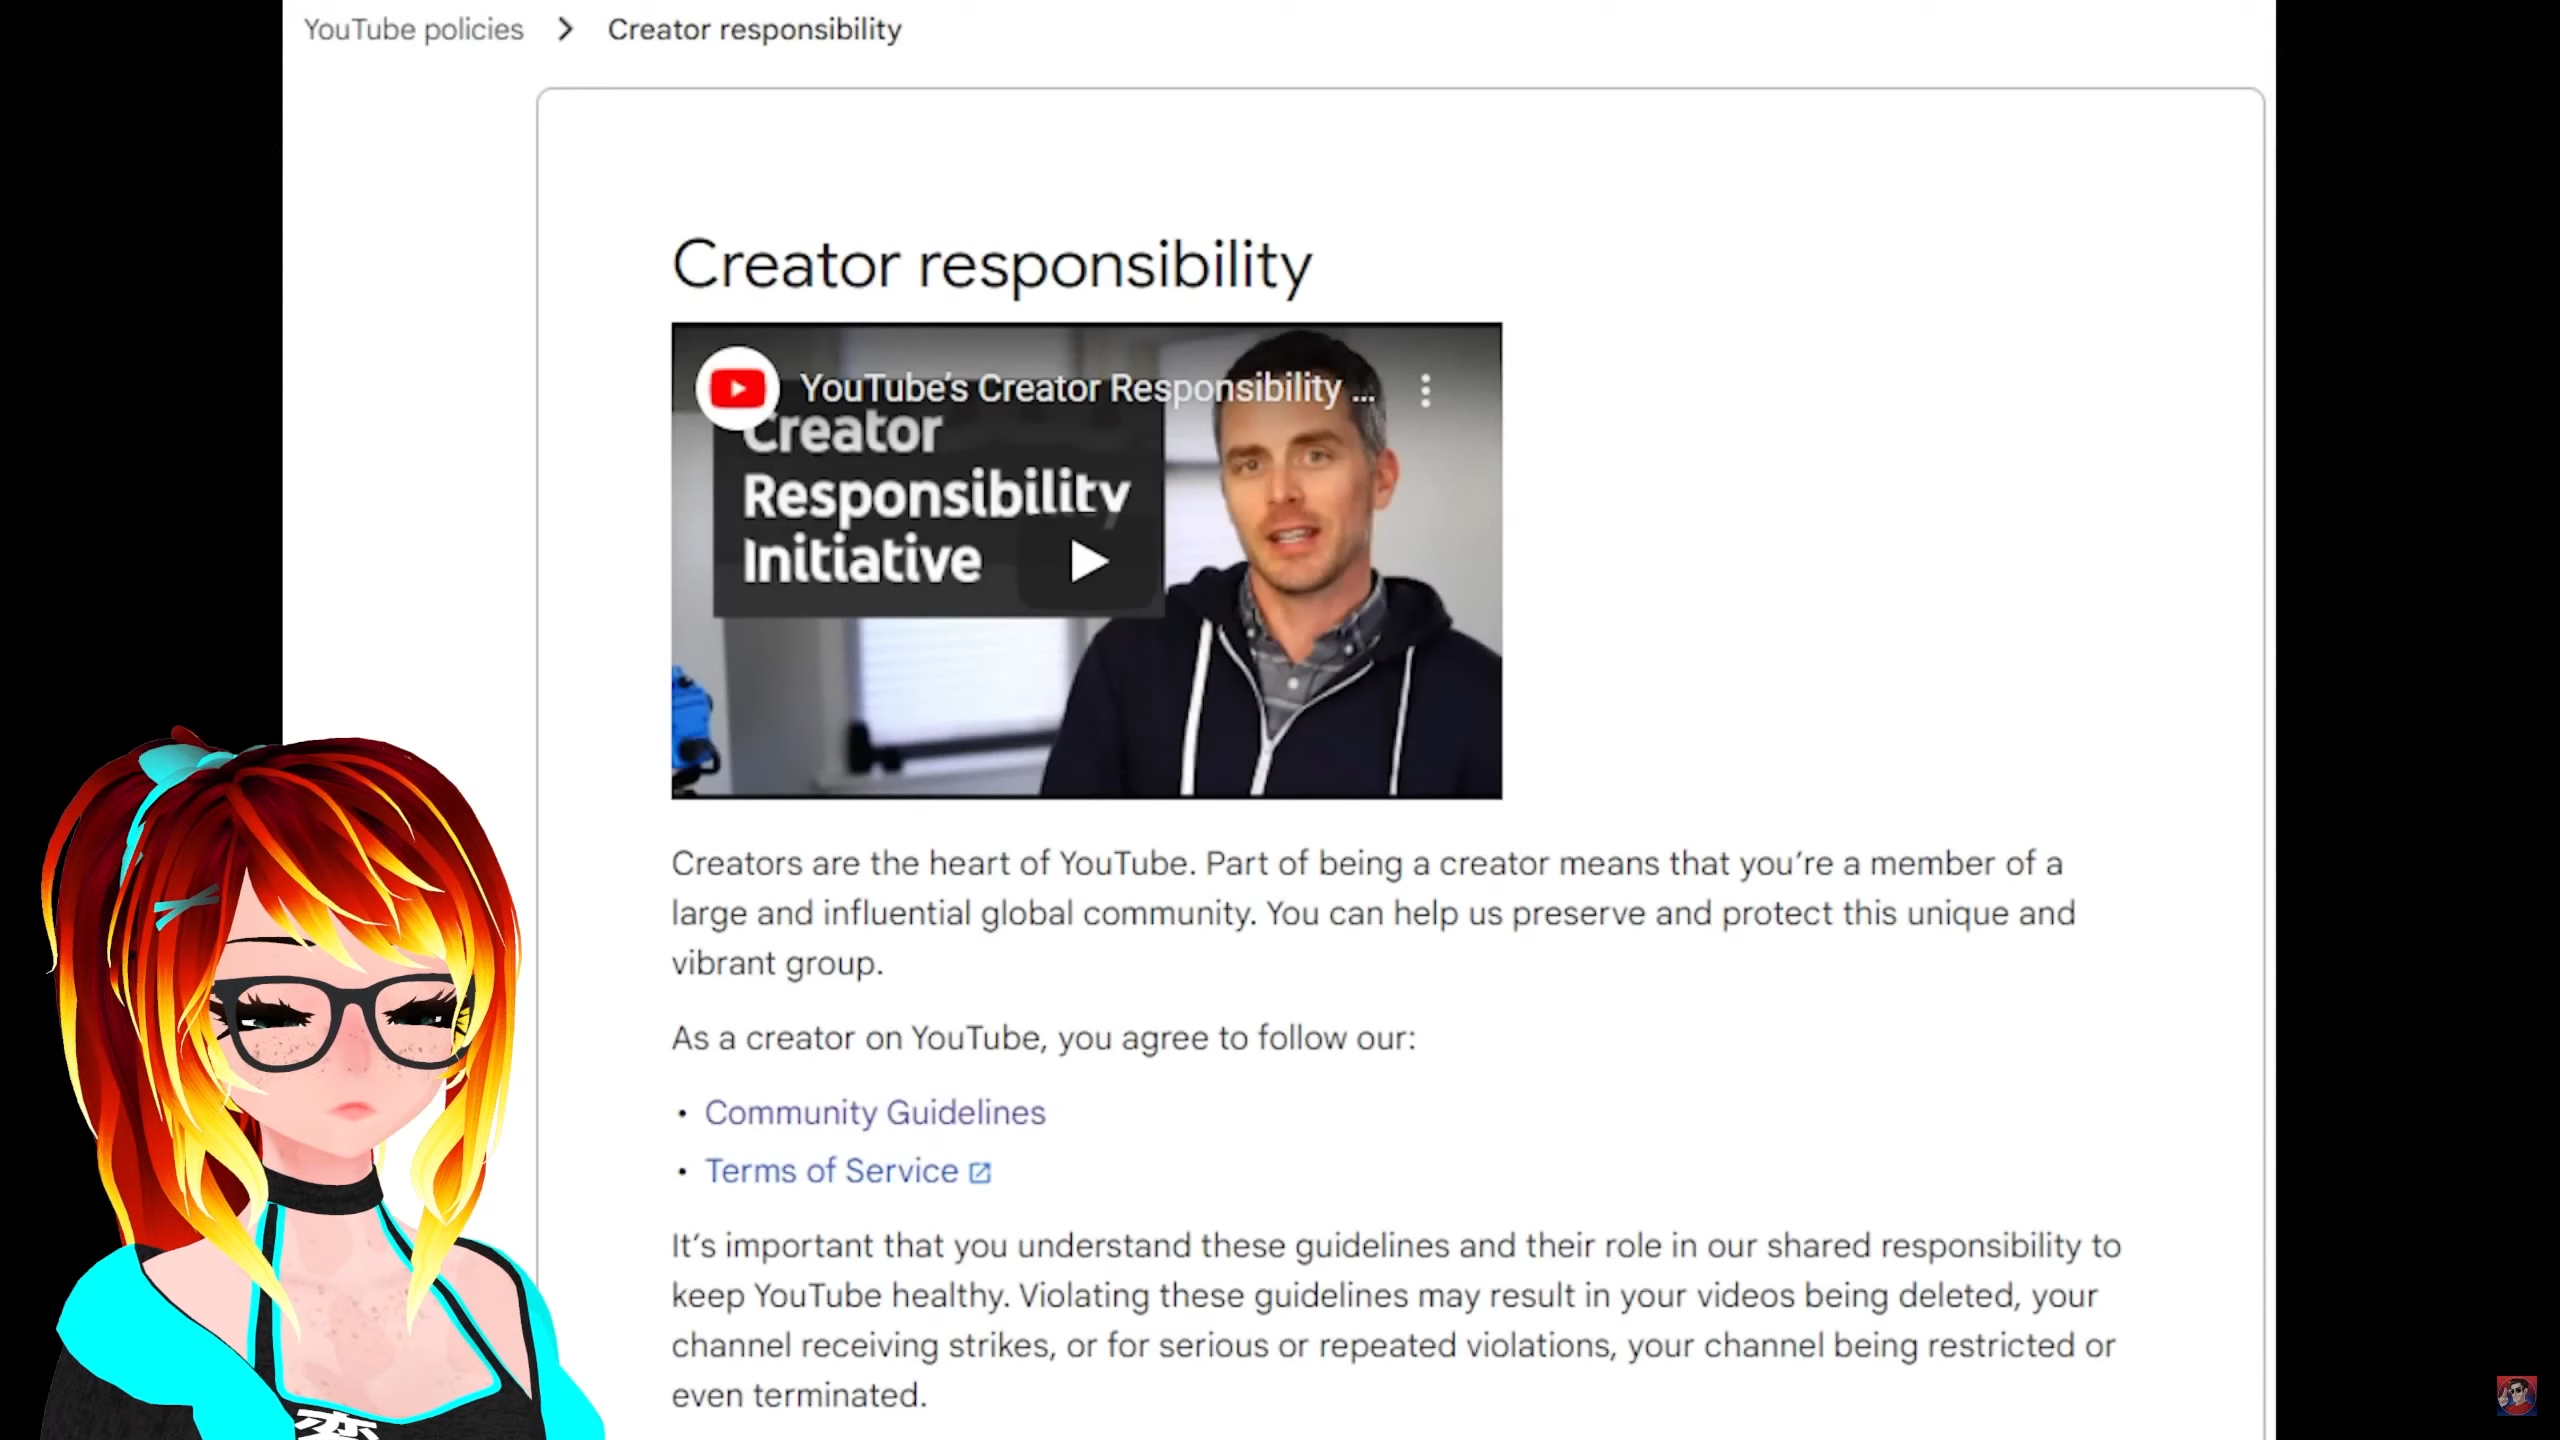 YouTube policies > Creator responsibility
Creator responsibility
YouTube's Creator Responsibility ...
Creator
Responsibility
Initiative
Creators are the heart of YouTube. Part of being a creator means that you’re a member of a
large and influential global community. You can help us preserve and protect this unique and
vibrant group.
As a creator on YouTube, you agree to follow our:
• Community Guidelines
• Terms of Service
It’s important that you understand these guidelines and their role in our shared responsibility to
keep YouTube healthy. Violating these guidelines may result in your videos being deleted, your
channel receiving strikes, or for serious or repeated violations, your channel being restricted or
even terminated.